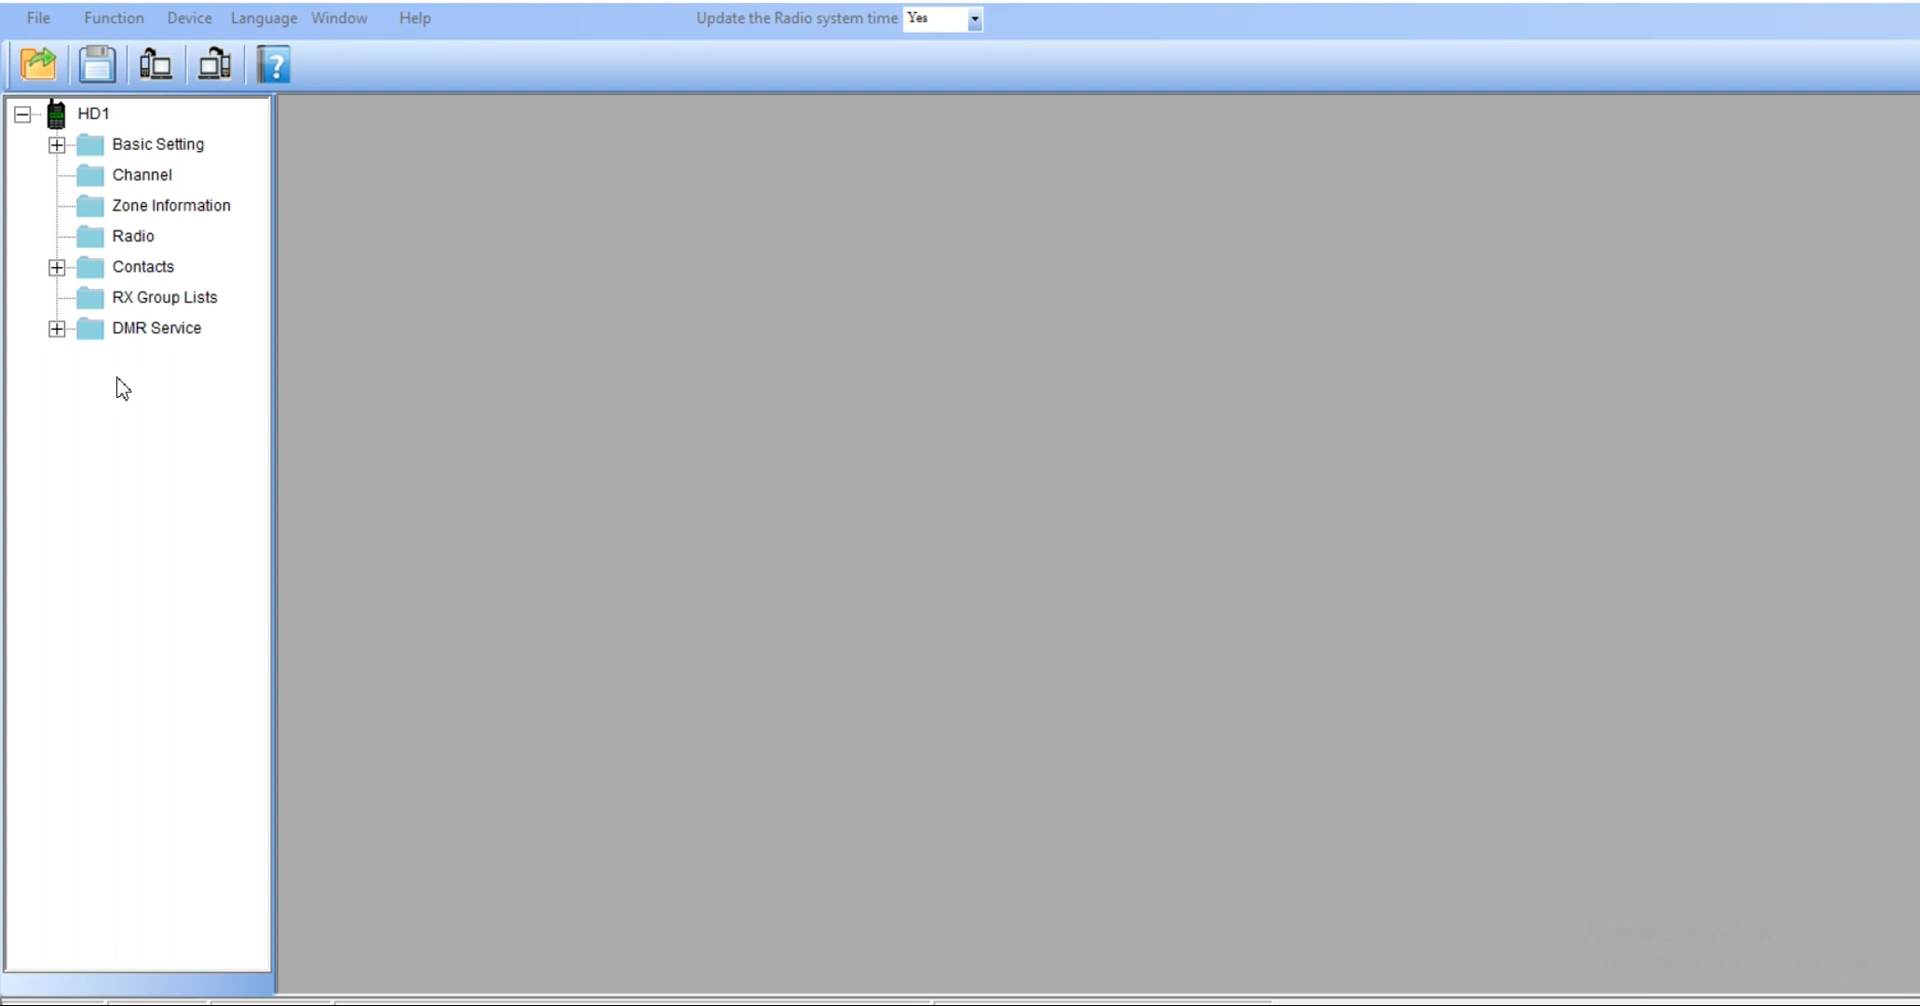 File Function Device Language Window Help Update the Radio system time Yes
?
HD1
Basic Setting
Channel
Zone Information
Radio
Contacts
RX Group Lists
DMR Service